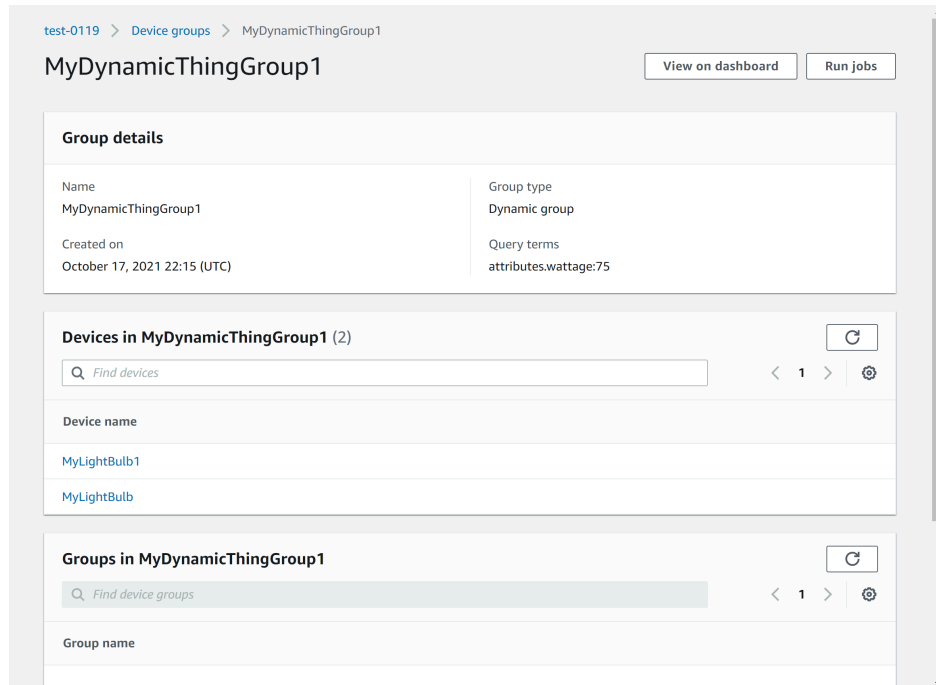 test-0119 > Device groups > MyDynamicThingGroup1
MyDynamicThingGroup1
View on dashboard
Run jobs
Group details
Name
MyDynamicThingGroup1
Created on
October 17, 2021 22:15 (UTC)
Group type
Dynamic group
Query terms
attributes.wattage:75
Devices in MyDynamicThingGroup1 (2)
Find devices
1
Device name
MyLightBulb1
MyLightBulb
Groups in MyDynamicThingGroup1
Find device groups
1
Group name